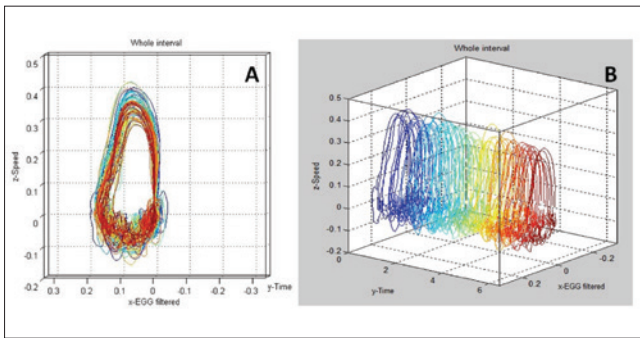 Whole interval
A
0.5
0.4
0.3
0.2
0.1
0
-0.1
-0.2
z-Speed
0.3 0.2 0.1 0 -0.1 -0.2 -0.3
x-EGG filtered
y-Time
Whole interval
B
0.5
0.4
0.3
0.2
0.1
0
-0.1
-0.2
z-Speed
0 2 4 6
y-Time
0.2 0 -0.2
x-EGG filtered